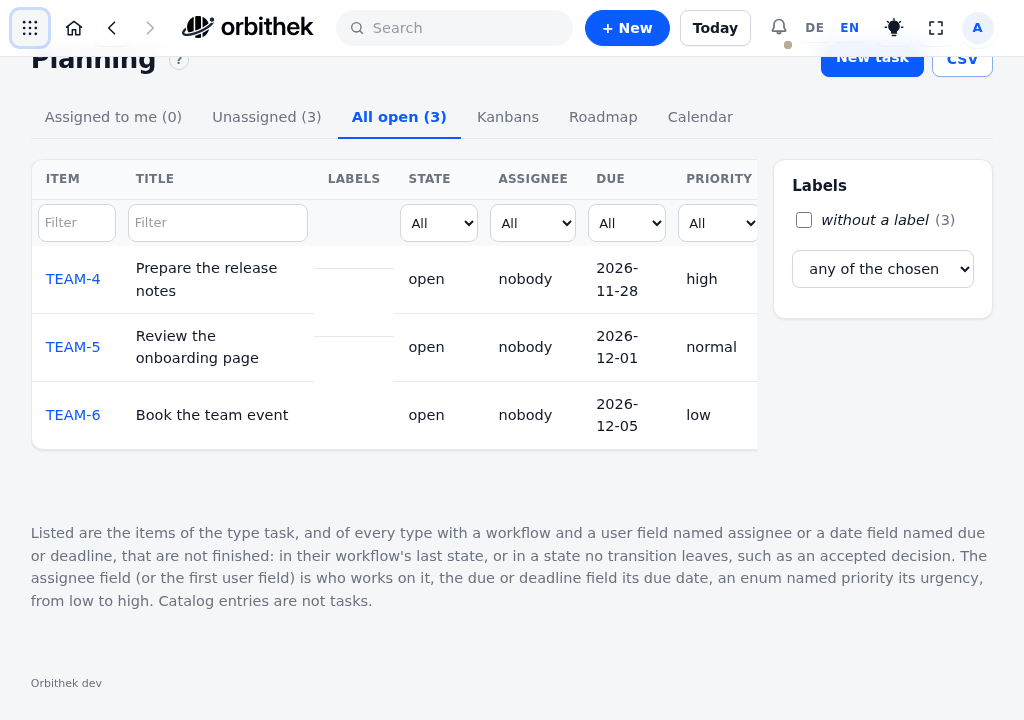 orbithek
Search
+ New
Today
DE
EN
A
Planning
?
New task
CSV
Assigned to me (0)
Unassigned (3)
All open (3)
Kanbans
Roadmap
Calendar
ITEM TITLE LABELS STATE ASSIGNEE DUE PRIORITY
Filter Filter All All All All
TEAM-4 Prepare the release notes open nobody 2026-11-28 high
TEAM-5 Review the onboarding page open nobody 2026-12-01 normal
TEAM-6 Book the team event open nobody 2026-12-05 low
Labels
without a label (3)
any of the chosen
Listed are the items of the type task, and of every type with a workflow and a user field named assignee or a date field named due
or deadline, that are not finished: in their workflow's last state, or in a state no transition leaves, such as an accepted decision. The
assignee field (or the first user field) is who works on it, the due or deadline field its due date, an enum named priority its urgency,
from low to high. Catalog entries are not tasks.
Orbithek dev